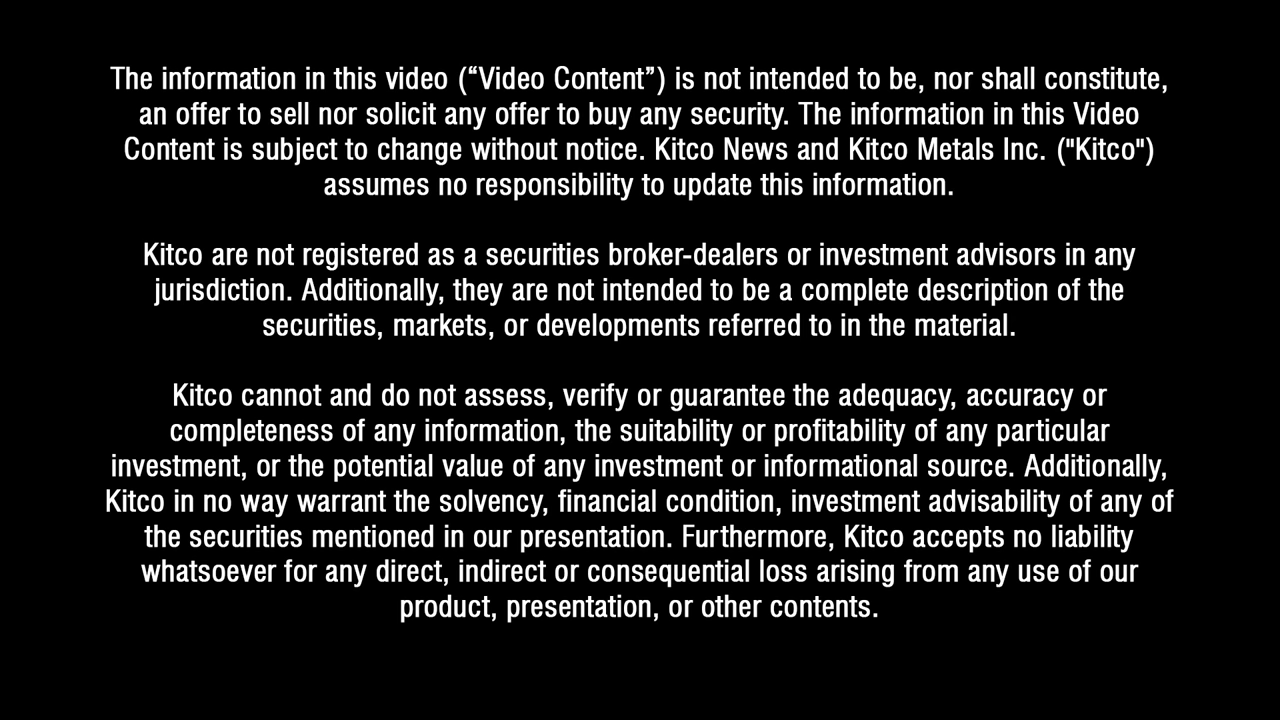 The information in this video (“Video Content”) is not intended to be, nor shall constitute,
an offer to sell nor solicit any offer to buy any security. The information in this Video
Content is subject to change without notice. Kitco News and Kitco Metals Inc. ("Kitco")
assumes no responsibility to update this information.
Kitco are not registered as a securities broker-dealers or investment advisors in any
jurisdiction. Additionally, they are not intended to be a complete description of the
securities, markets, or developments referred to in the material.
Kitco cannot and do not assess, verify or guarantee the adequacy, accuracy or
completeness of any information, the suitability or profitability of any particular
investment, or the potential value of any investment or informational source. Additionally,
Kitco in no way warrant the solvency, financial condition, investment advisability of any of
the securities mentioned in our presentation. Furthermore, Kitco accepts no liability
whatsoever for any direct, indirect or consequential loss arising from any use of our
product, presentation, or other contents.